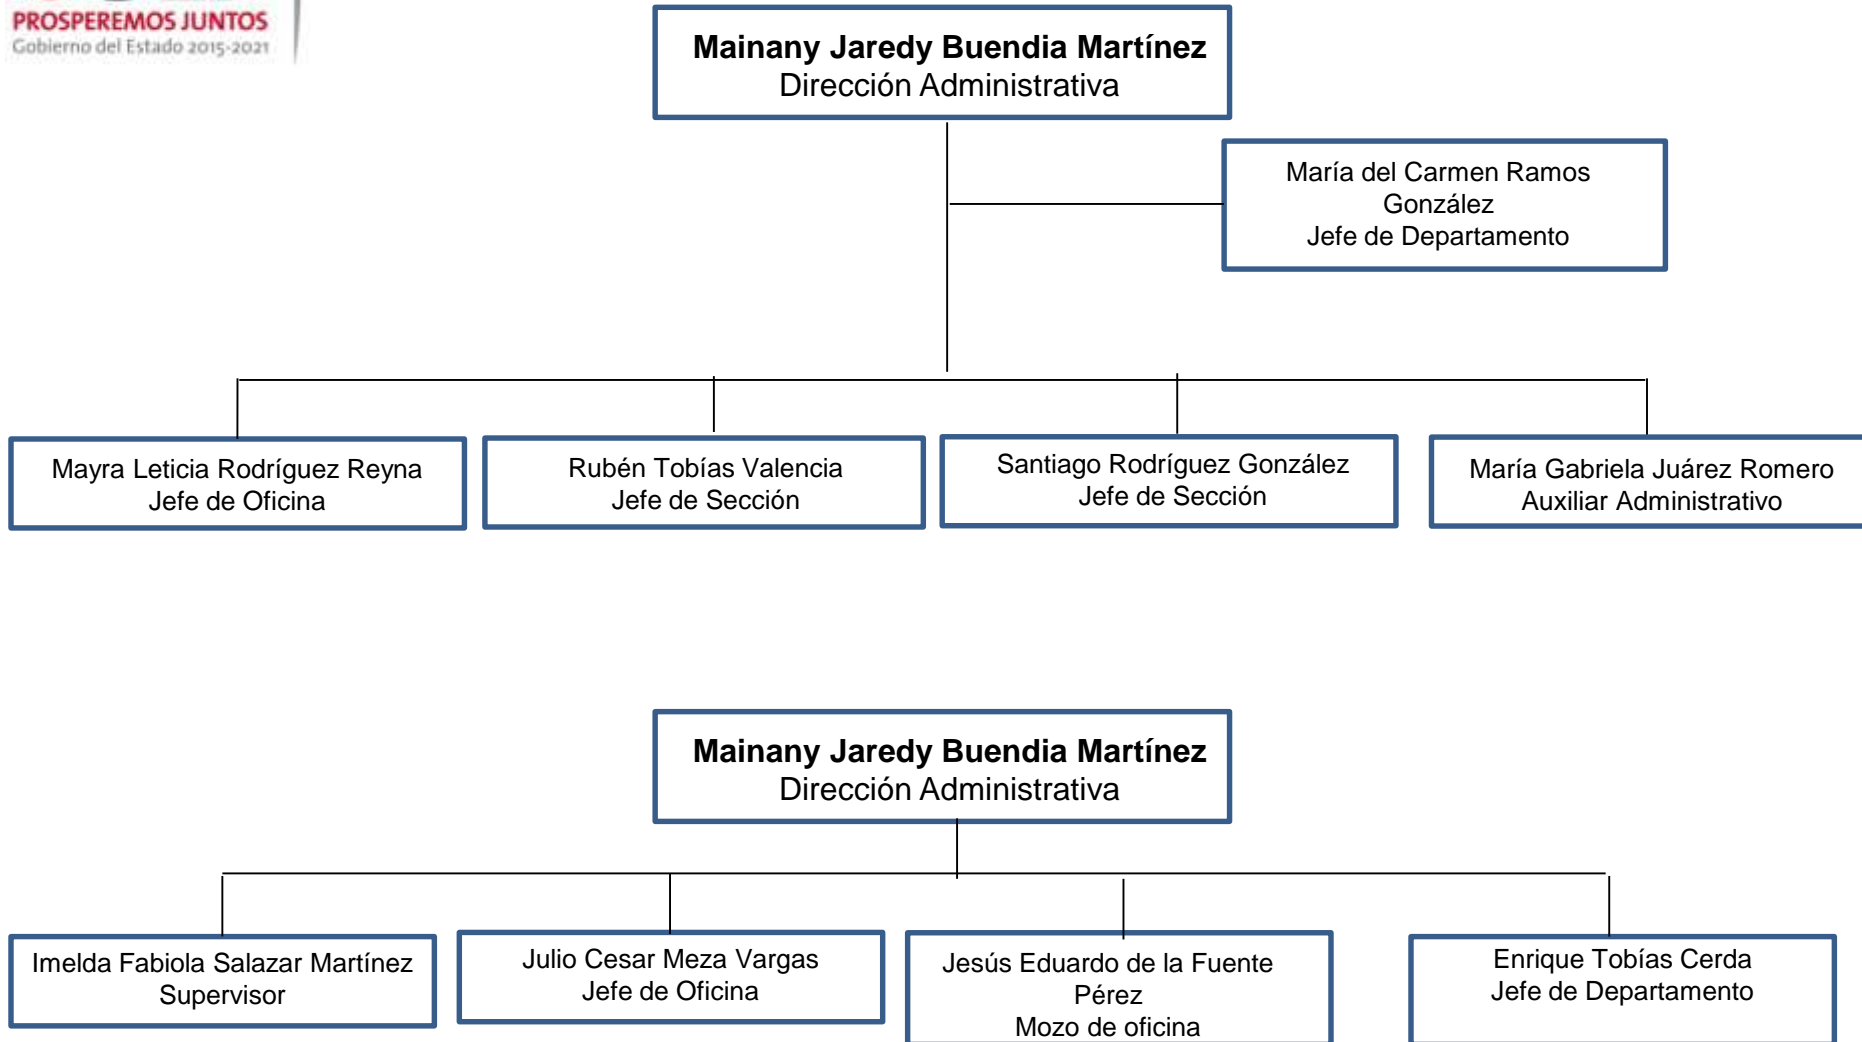 PROSPEREMOS JUNTOS
Gobierno del Estado 2015-2021
Mainany Jaredy Buendia Martínez
Dirección Administrativa
María del Carmen Ramos
González
Jefe de Departamento
Mayra Leticia Rodríguez Reyna
Jefe de Oficina
Rubén Tobías Valencia
Jefe de Sección
Santiago Rodríguez González
Jefe de Sección
María Gabriela Juárez Romero
Auxiliar Administrativo
Mainany Jaredy Buendia Martínez
Dirección Administrativa
Imelda Fabiola Salazar Martínez
Supervisor
Julio Cesar Meza Vargas
Jefe de Oficina
Jesús Eduardo de la Fuente
Pérez
Mozo de oficina
Enrique Tobías Cerda
Jefe de Departamento